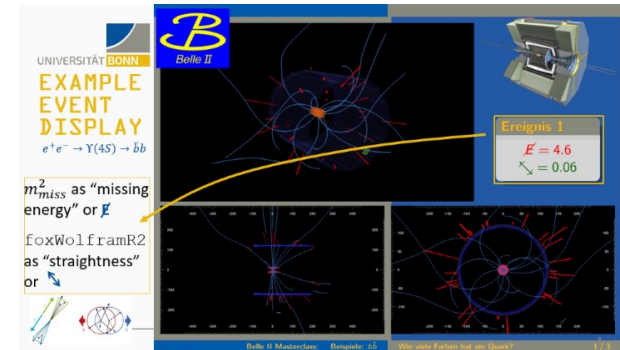 UNIVERSITÄT BONN
EXAMPLE
EVENT
DISPLAY
e⁺e⁻ → Υ(4S) → b̄b
m²miss as “missing
energy” or E̸
foxWolframR2
as “straightness”
or
Belle II
Ereignis 1
E̸ = 4.6
↔ = 0.06
Belle II Masterclass: Beispiele: bb̄
Wie viele Farben hat ein Quark?
1 / 3